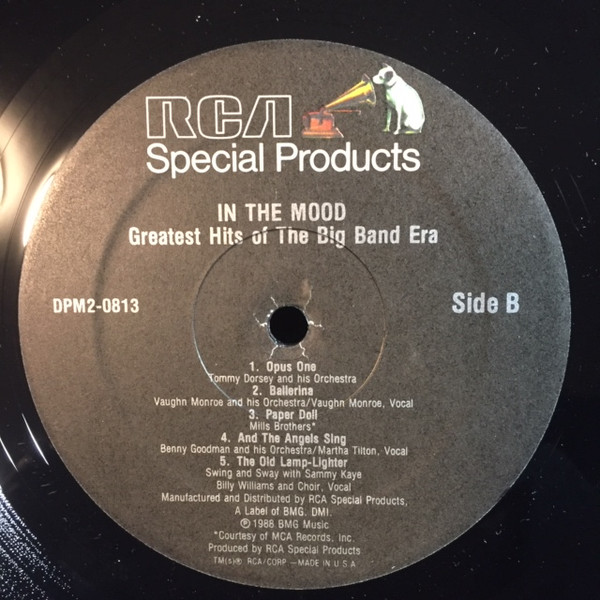 RCA
Special Products
IN THE MOOD
Greatest Hits of The Big Band Era
DPM2-0813
Side B
1. Opus One
Tommy Dorsey and his Orchestra
2. Ballerina
Vaughn Monroe and his Orchestra/Vaughn Monroe, Vocal
3. Paper Doll
Mills Brothers*
4. And The Angels Sing
Benny Goodman and his Orchestra/Martha Tilton, Vocal
5. The Old Lamp-Lighter
Swing and Sway with Sammy Kaye
Billy Williams and Choir, Vocal
Manufactured and Distributed by RCA Special Products,
A Label of BMG. DMI.
℗ 1988 BMG Music
*Courtesy of MCA Records, Inc.
Produced by RCA Special Products
TM(s)® RCA/CORP —MADE IN U.S.A.